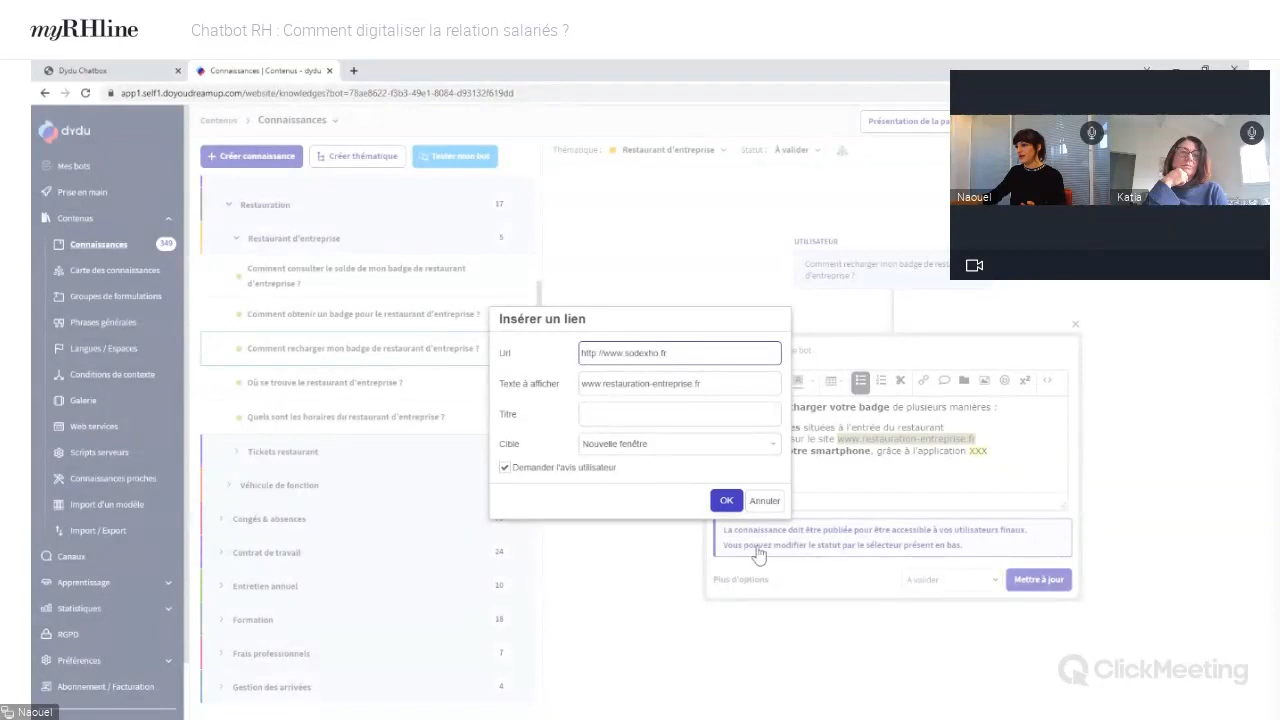 myRHline
Chatbot RH : Comment digitaliser la relation salariés ?
Dydu Chatbox
Connaissances | Contenus - dydu
app1.self1.doyoudreamup.com/website/knowledges?bot=78ae8622-f3b3-49e1-8084-d93132f619dd
dydu
Mes bots
Prise en main
Contenus
Connaissances 349
Carte des connaissances
Groupes de formulations
Phrases générales
Langues / Espaces
Conditions de contexte
Galerie
Web services
Scripts serveurs
Connaissances proches
Import d'un modèle
Import / Export
Canaux
Apprentissage
Statistiques
RGPD
Préférences
Abonnement / Facturation
Naouel
Contenus > Connaissances
+ Créer connaissance
Créer thématique
Tester mon bot
Restauration 17
Restaurant d'entreprise 5
Comment consulter le solde de mon badge de restaurant
d'entreprise ?
Comment obtenir un badge pour le restaurant d'entreprise ?
Comment recharger mon badge de restaurant d'entreprise ?
Où se trouve le restaurant d'entreprise ?
Quels sont les horaires du restaurant d'entreprise ?
Tickets restaurant
Véhicule de fonction
Congés & absences
Contrat de travail 24
Entretien annuel 10
Formation 18
Frais professionnels 7
Gestion des arrivées 4
Thématique : Restaurant d'entreprise Statut : À valider
Présentation de la pa
UTILISATEUR
Comment recharger mon badge de resta
d'entreprise ?
Insérer un lien
Url http://www.sodexho.fr
Texte à afficher www.restauration-entreprise.fr
Titre
Cible Nouvelle fenêtre
Demander l'avis utilisateur
OK Annuler
e bot
charger votre badge de plusieurs manières :
es situées à l'entrée du restaurant
sur le site www.restauration-entreprise.fr
otre smartphone, grâce à l'application XXX
La connaissance doit être publiée pour être accessible à vos utilisateurs finaux.
Vous pouvez modifier le statut par le sélecteur présent en bas.
Plus d'options
A valider
Mettre à jour
Naouel
Katja
ClickMeeting